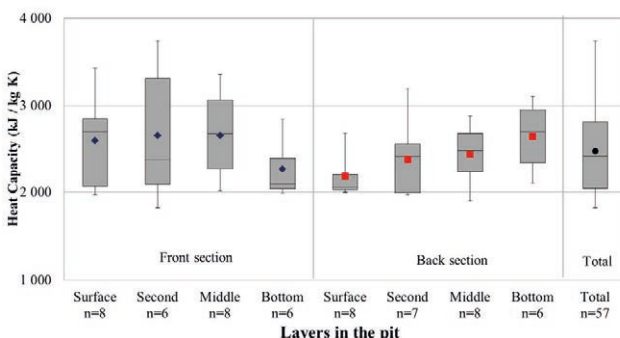 4 000
3 000
2 000
1 000
Heat Capacity (kJ / kg K)
Front section
Back section
Total
Surface Second Middle Bottom Surface Second Middle Bottom Total
n=8 n=6 n=8 n=6 n=8 n=7 n=8 n=6 n=57
Layers in the pit